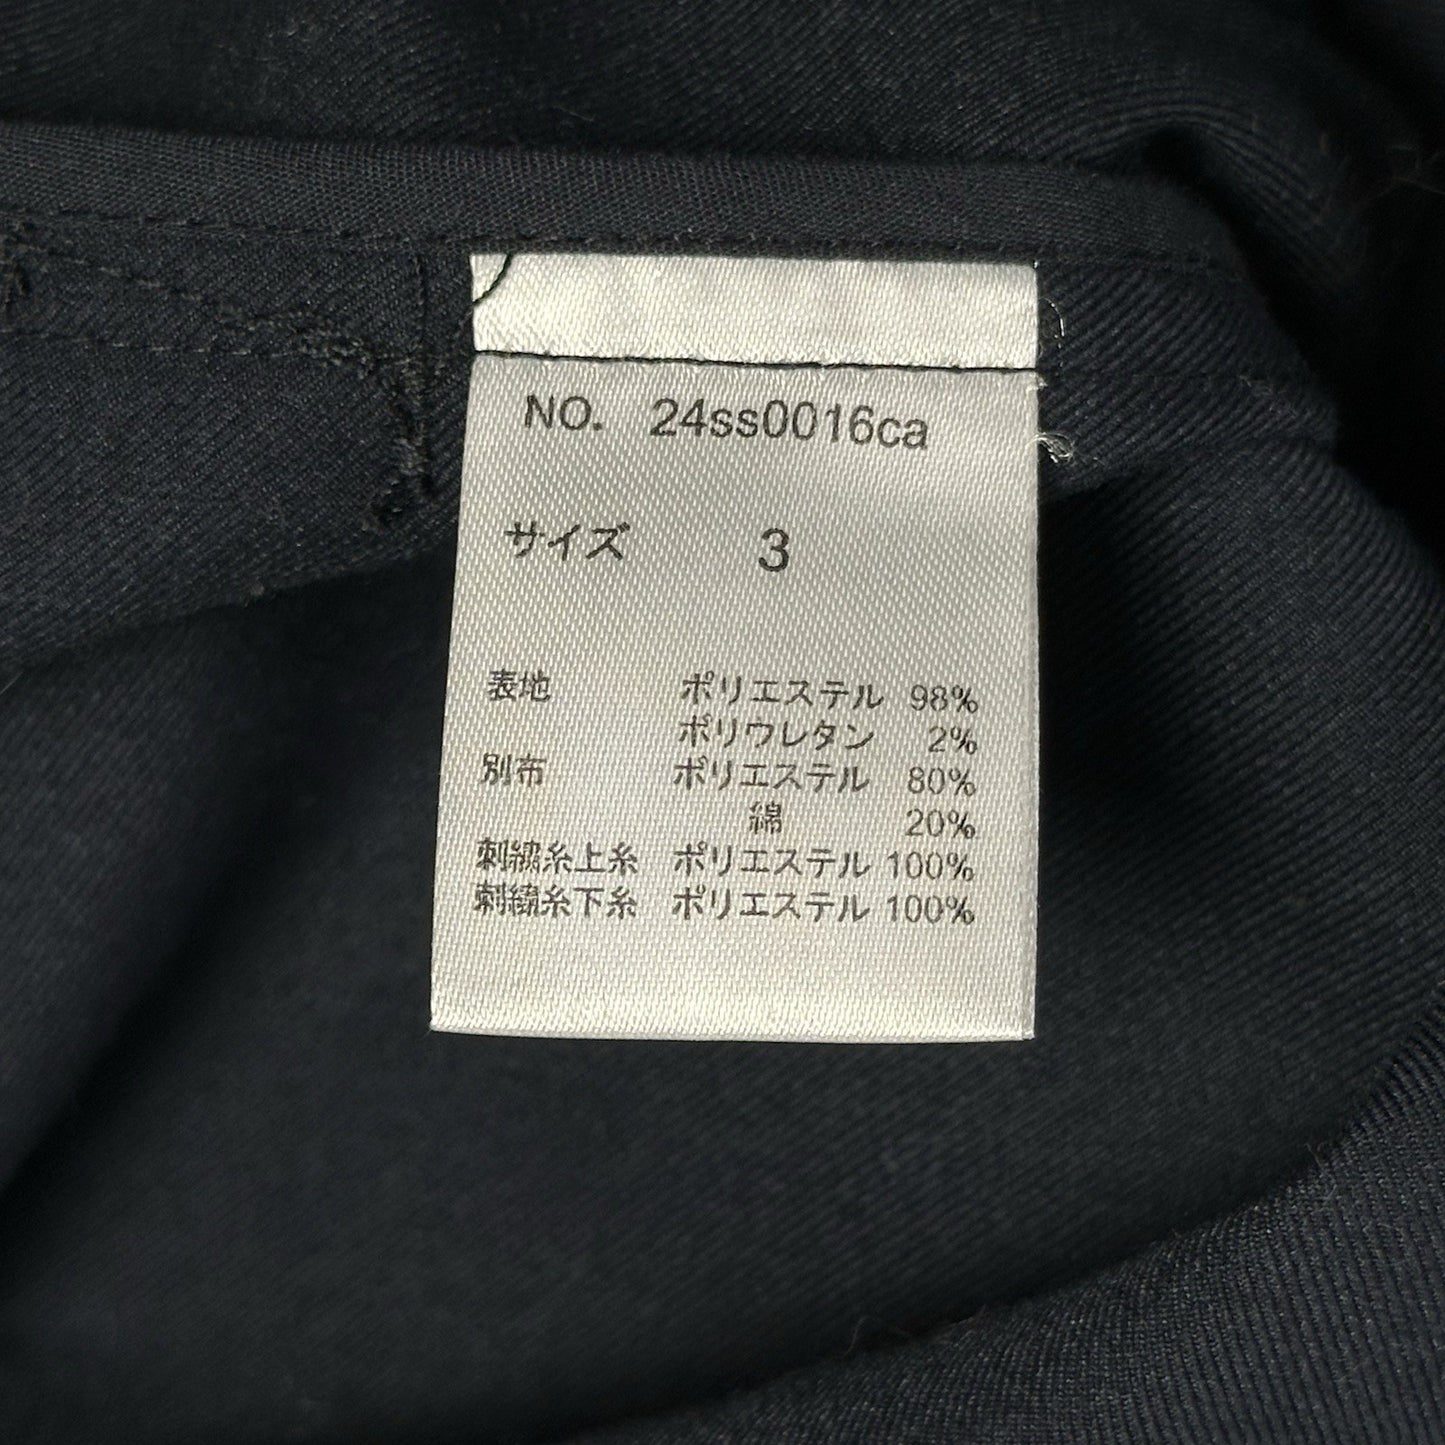 NO. 24ss0016ca
サイズ 3
表地 ポリエステル 98%
ポリウレタン 2%
別布 ポリエステル 80%
綿 20%
刺繍糸上糸 ポリエステル 100%
刺繍糸下糸 ポリエステル 100%